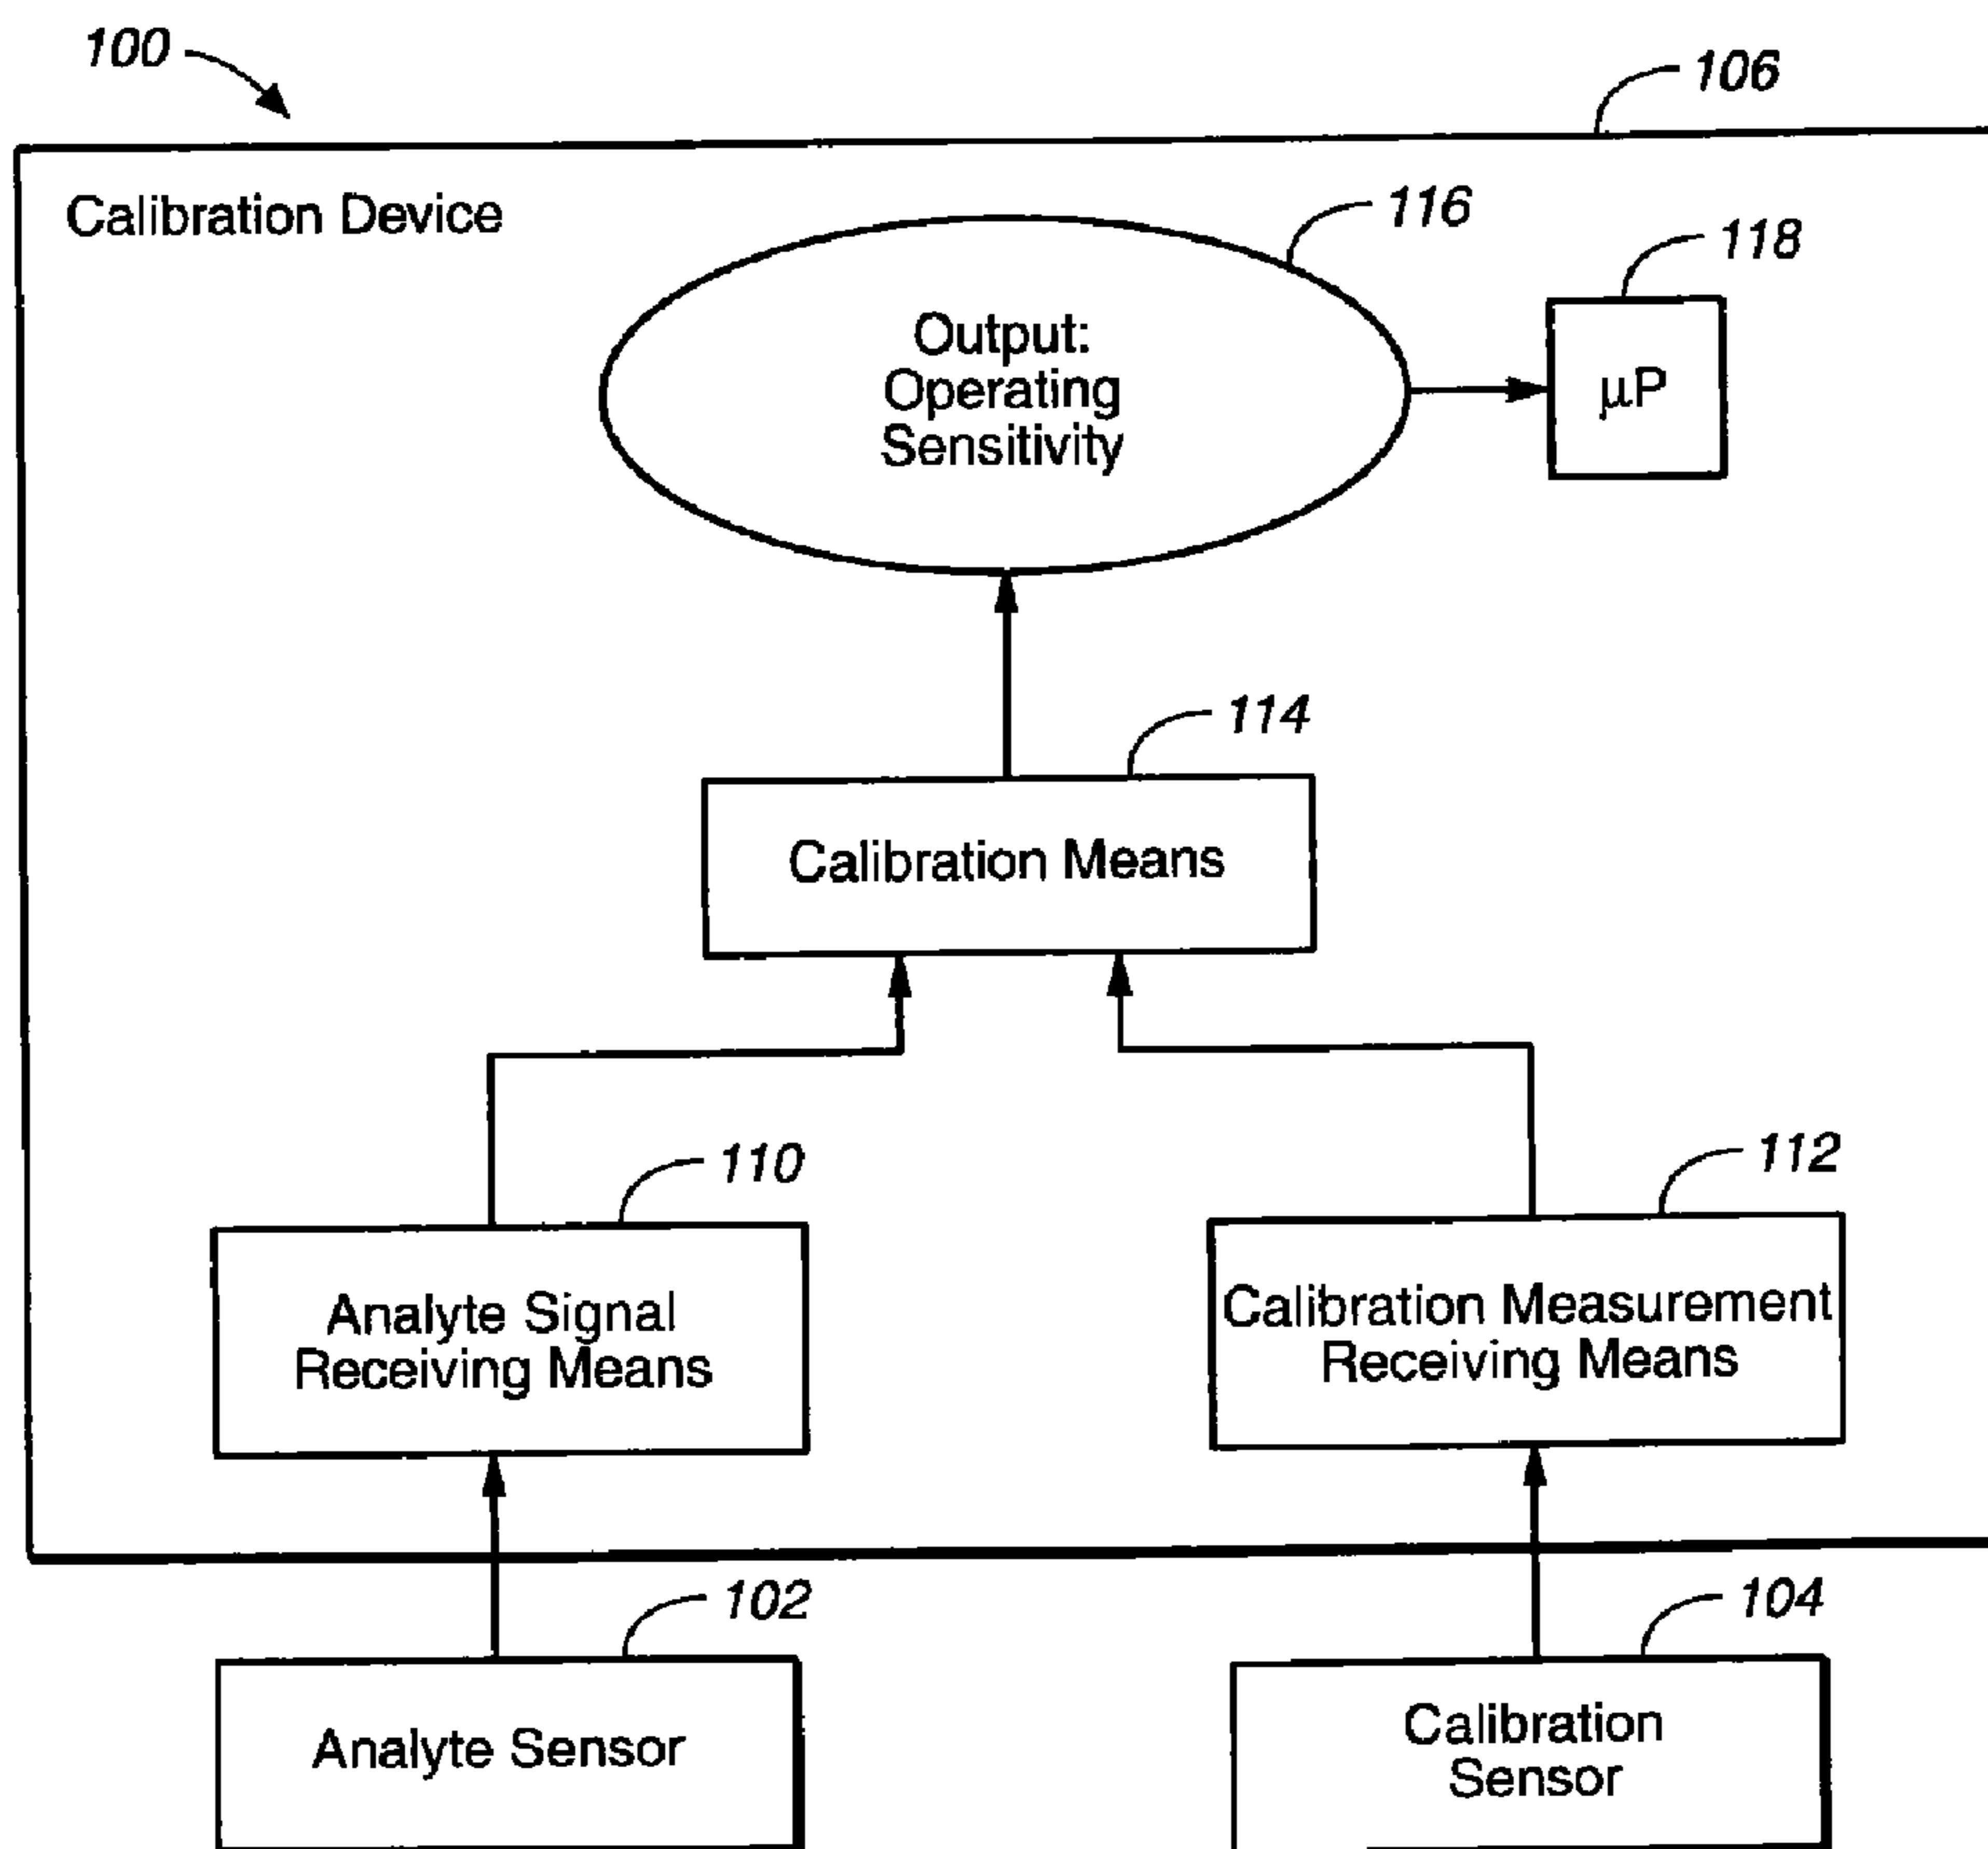 100
106
Calibration Device
116
118
Output:
Operating
Sensitivity
μP
114
Calibration Means
110
112
Analyte Signal
Receiving Means
Calibration Measurement
Receiving Means
102
104
Analyte Sensor
Calibration
Sensor